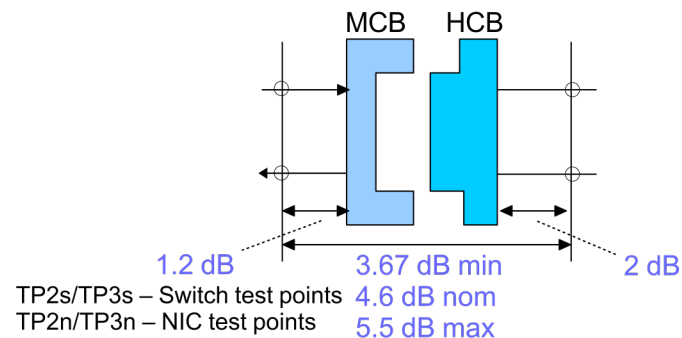 MCB HCB
1.2 dB 3.67 dB min 2 dB
TP2s/TP3s – Switch test points 4.6 dB nom
TP2n/TP3n – NIC test points 5.5 dB max